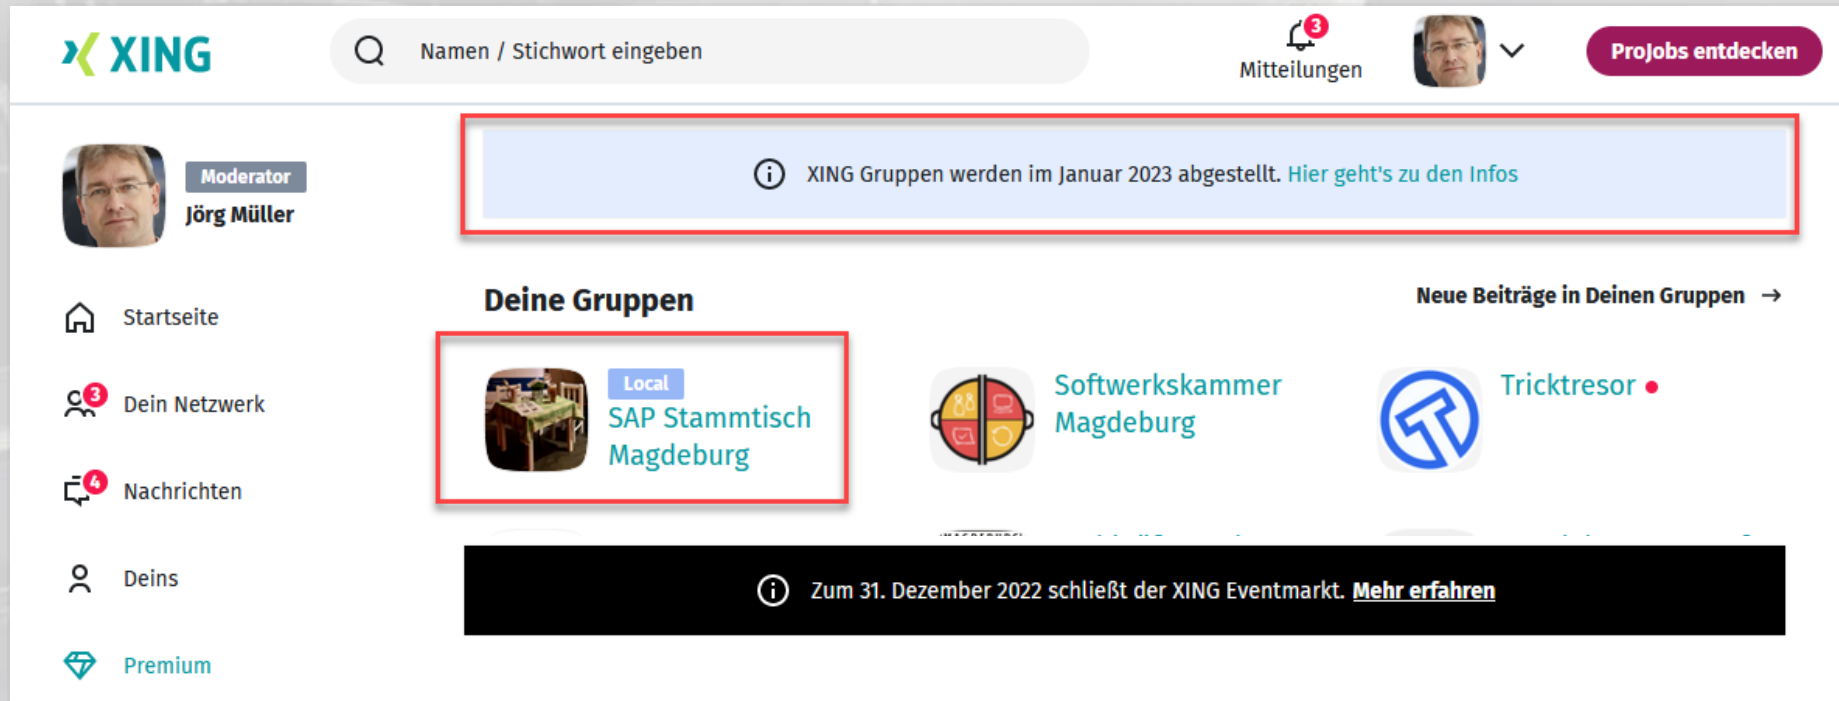 XING
Namen / Stichwort eingeben
3
Mitteilungen
ProJobs entdecken
Moderator
Jörg Müller
XING Gruppen werden im Januar 2023 abgestellt. Hier geht's zu den Infos
Deine Gruppen
Neue Beiträge in Deinen Gruppen →
Startseite
3
Dein Netzwerk
4
Nachrichten
Deins
Premium
Local
SAP Stammtisch
Magdeburg
Softwerkskammer
Magdeburg
Tricktresor
Zum 31. Dezember 2022 schließt der XING Eventmarkt. Mehr erfahren